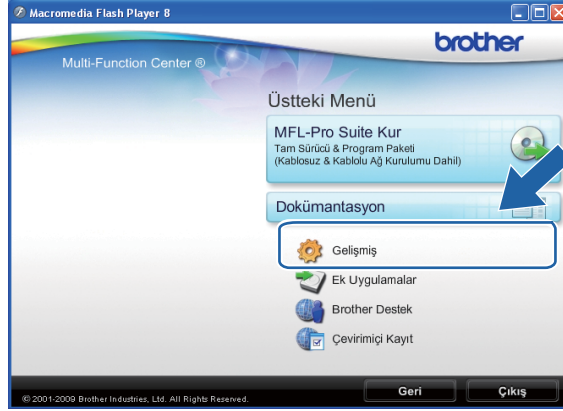 Macromedia Flash Player 8
brother
Multi-Function Center ®
Üstteki Menü
MFL-Pro Suite Kur
Tam Sürücü & Program Paketi
(Kablosuz & Kablolu Ağ Kurulumu Dahil)
Dokümantasyon
Gelişmiş
Ek Uygulamalar
Brother Destek
Çevirimiçi Kayıt
© 2001-2009 Brother Industries, Ltd. All Rights Reserved.
Geri
Çıkış